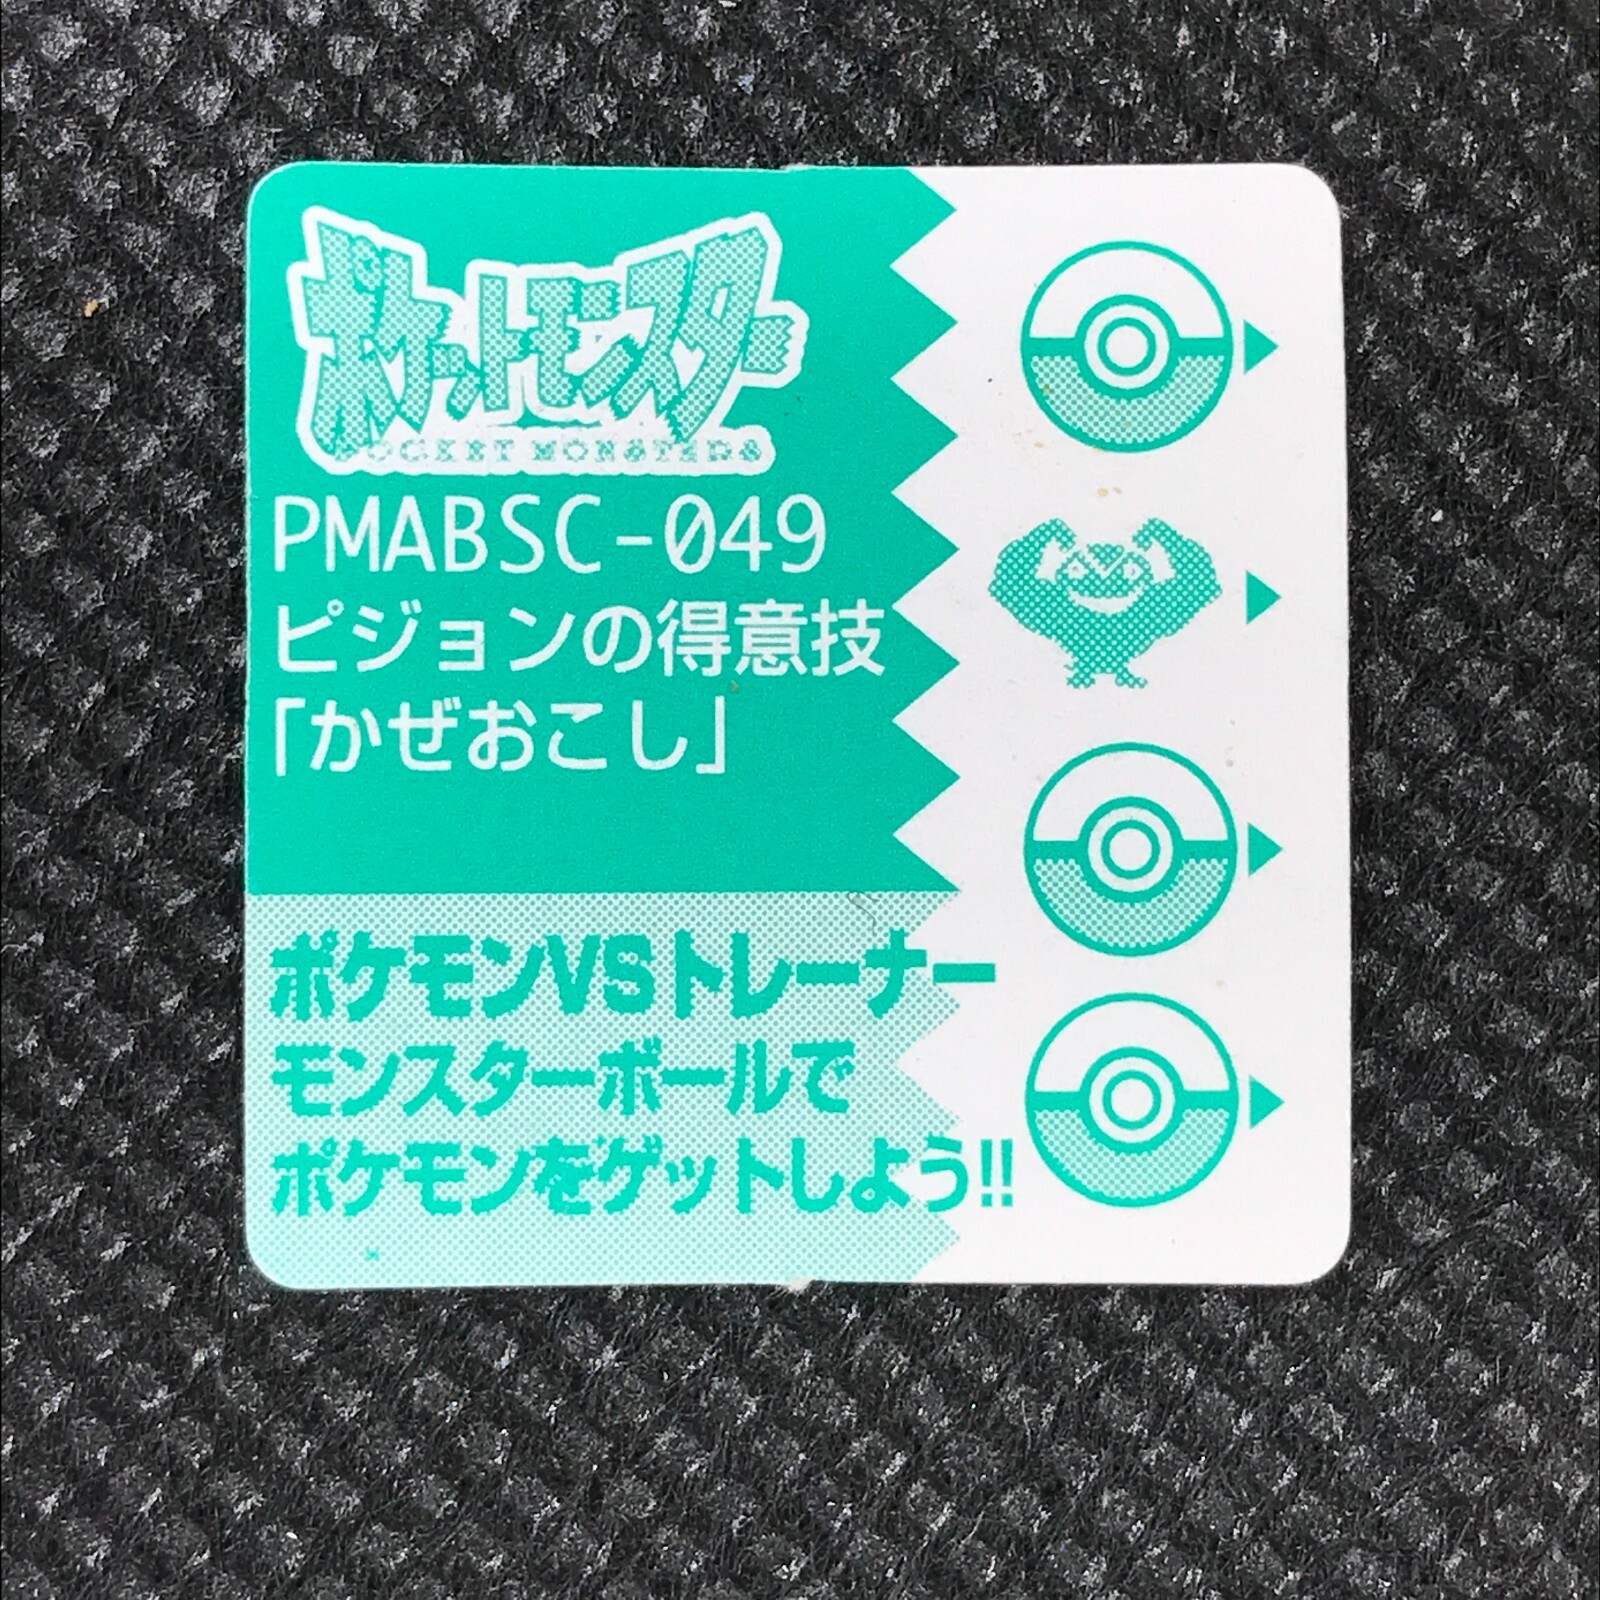 ポケットモンスター
POCKET MONSTERS
PMABSC-049
ピジョンの得意技
「かぜおこし」
ポケモンVSトレーナー
モンスターボールで
ポケモンをゲットしよう!!